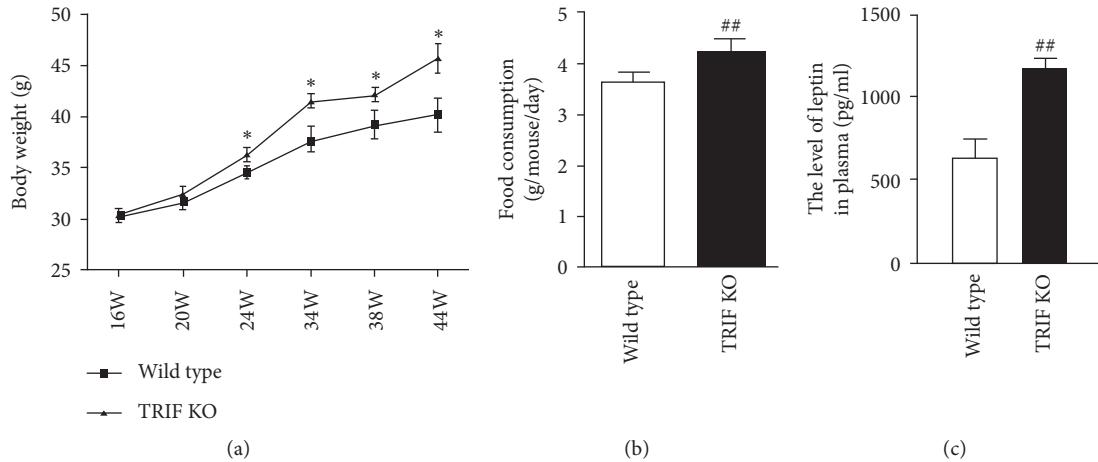 Body weight (g)
50
45
40
35
30
25
*
*
*
*
16W
20W
24W
34W
38W
44W
Wild type
TRIF KO
(a)
Food consumption
(g/mouse/day)
5
4
3
2
1
0
##
Wild type
TRIF KO
(b)
The level of leptin
in plasma (pg/ml)
1500
1000
500
0
##
Wild type
TRIF KO
(c)